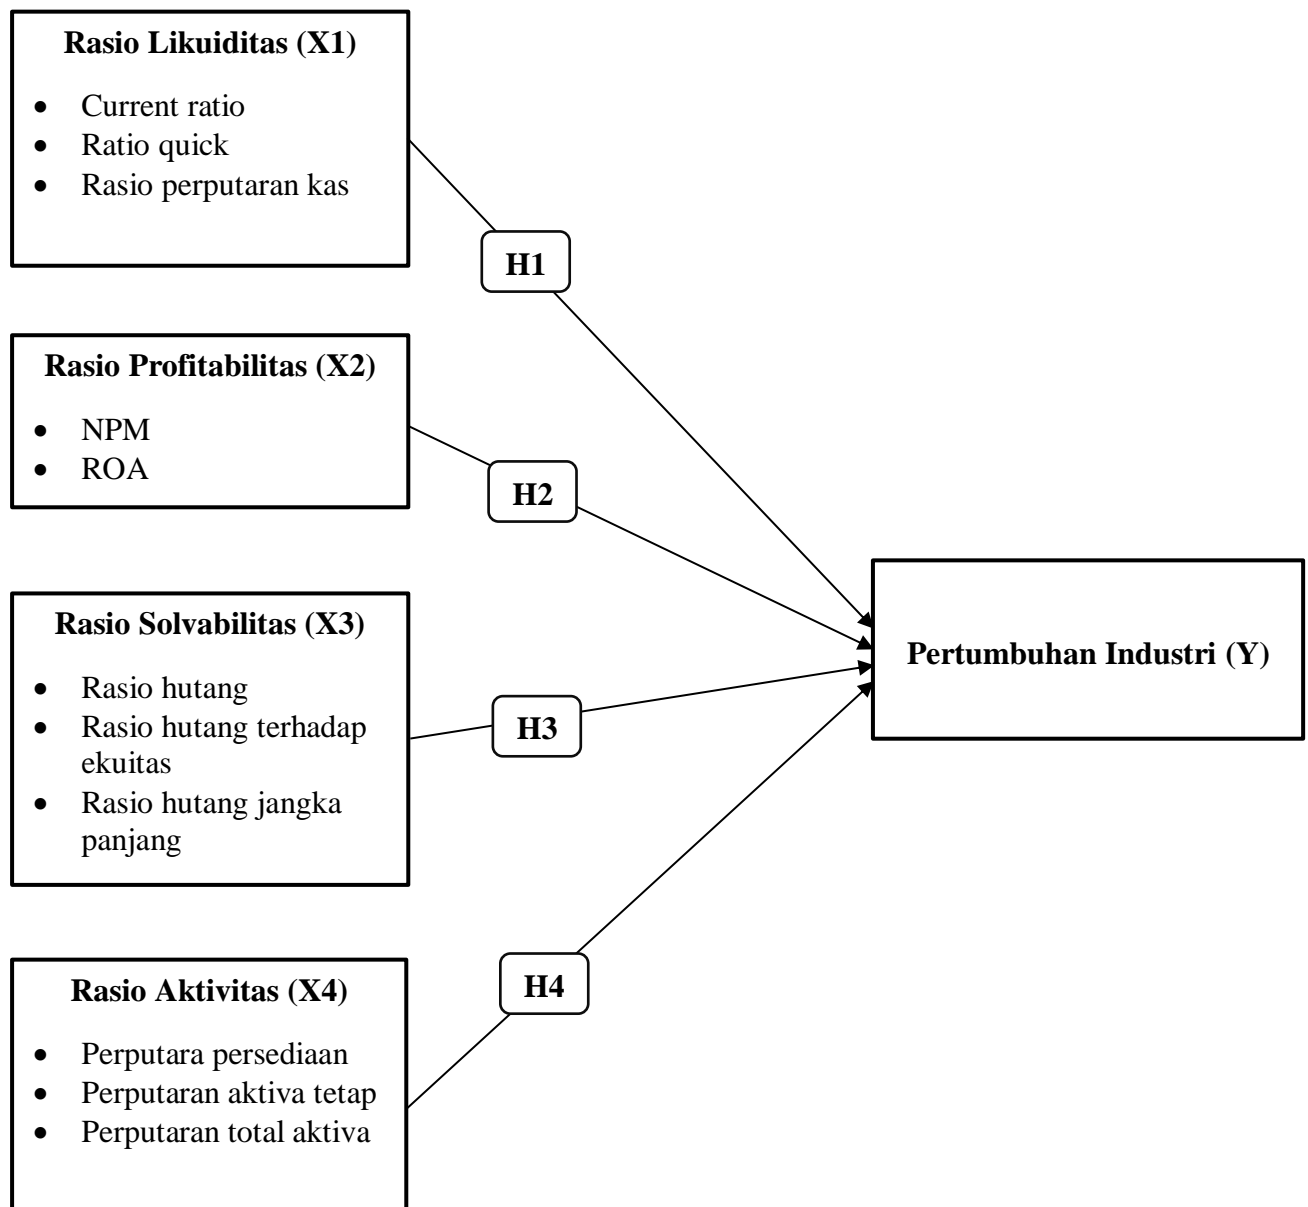 Rasio Likuiditas (X1)
• Current ratio
• Ratio quick
• Rasio perputaran kas
H1
Rasio Profitabilitas (X2)
• NPM
• ROA
H2
Rasio Solvabilitas (X3)
• Rasio hutang
• Rasio hutang terhadap
ekuitas
• Rasio hutang jangka
panjang
H3
Pertumbuhan Industri (Y)
Rasio Aktivitas (X4)
• Perputara persediaan
• Perputaran aktiva tetap
• Perputaran total aktiva
H4